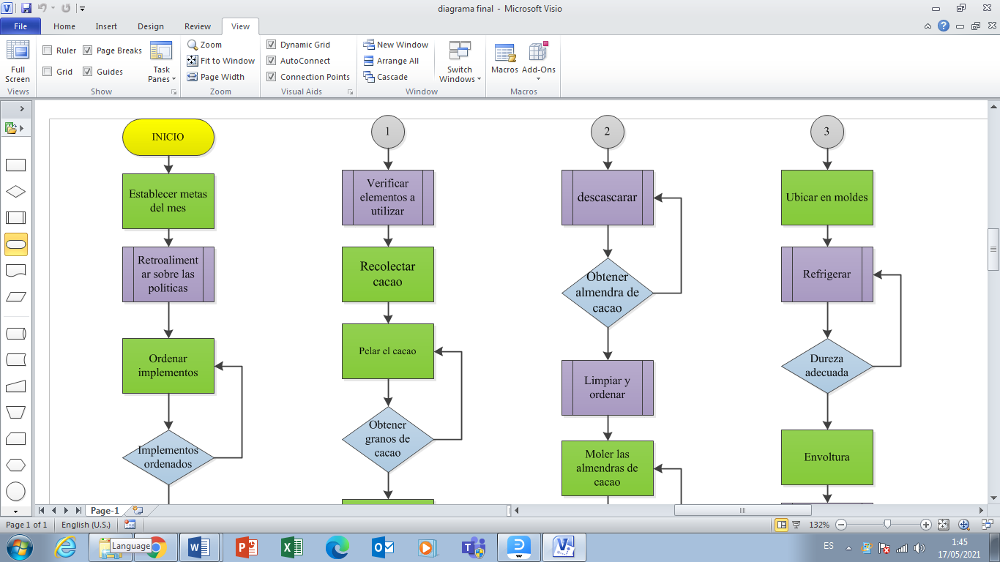 diagrama final - Microsoft Visio
File Home Insert Design Review View
Full
Screen
Views
Ruler
Page Breaks
Grid
Guides
Task
Panes
Show
Zoom
Fit to Window
Page Width
Zoom
Dynamic Grid
AutoConnect
Connection Points
Visual Aids
New Window
Arrange All
Cascade
Switch
Windows
Window
Macros
Add-Ons
Macros
INICIO
Establecer metas
del mes
Retroaliment
ar sobre las
políticas
Ordenar
implementos
Implementos
ordenados
1
Verificar
elementos a
utilizar
Recolectar
cacao
Pelar el cacao
Obtener
granos de
cacao
2
descascarar
Obtener
almendra de
cacao
Limpiar y
ordenar
Moler las
almendras de
cacao
3
Ubicar en moldes
Refrigerar
Dureza
adecuada
Envoltura
Page-1
Page 1 of 1
English (U.S.)
132%
Language
ES
1:45
17/05/2021